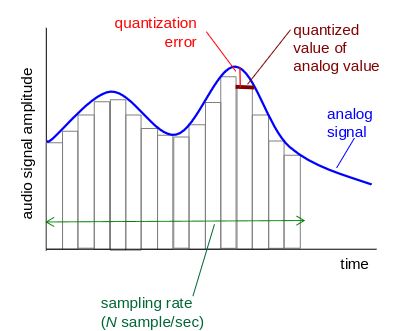 quantization
error
quantized
value of
analog value
analog
signal
audio signal amplitude
time
sampling rate
(N sample/sec)